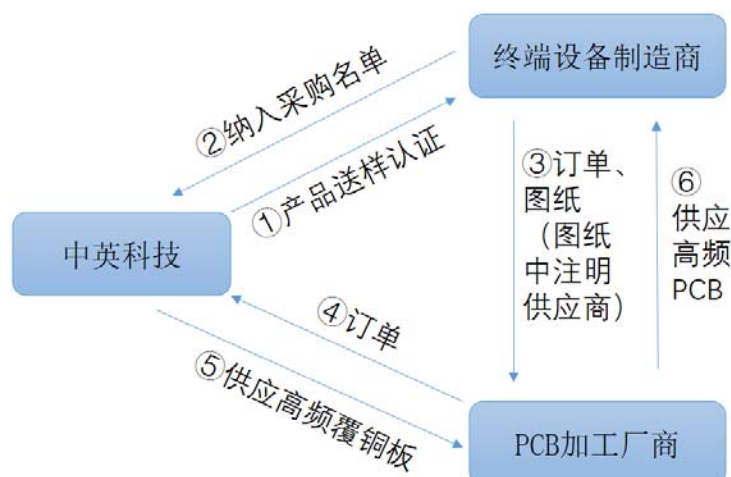 终端设备制造商
②纳入采购名单
①产品送样认证
③订单、
图纸
（图纸
中注明
供应商）
⑥
供应
高频
PCB
中英科技
④订单
⑤供应高频覆铜板
PCB加工厂商